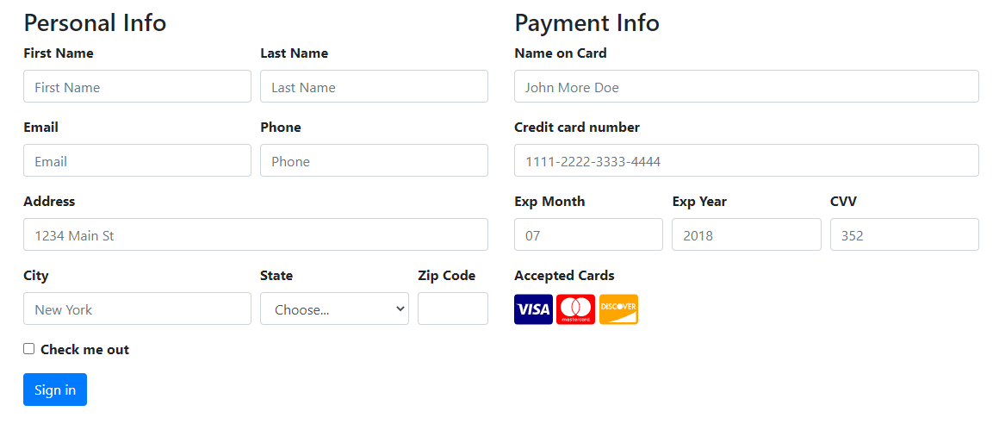 Personal Info
First Name Last Name
First Name Last Name
Email Phone
Email Phone
Address
1234 Main St
City State Zip Code
New York Choose...
Check me out
Sign in
Payment Info
Name on Card
John More Doe
Credit card number
1111-2222-3333-4444
Exp Month Exp Year CVV
07 2018 352
Accepted Cards
VISA mastercard DISCOVER